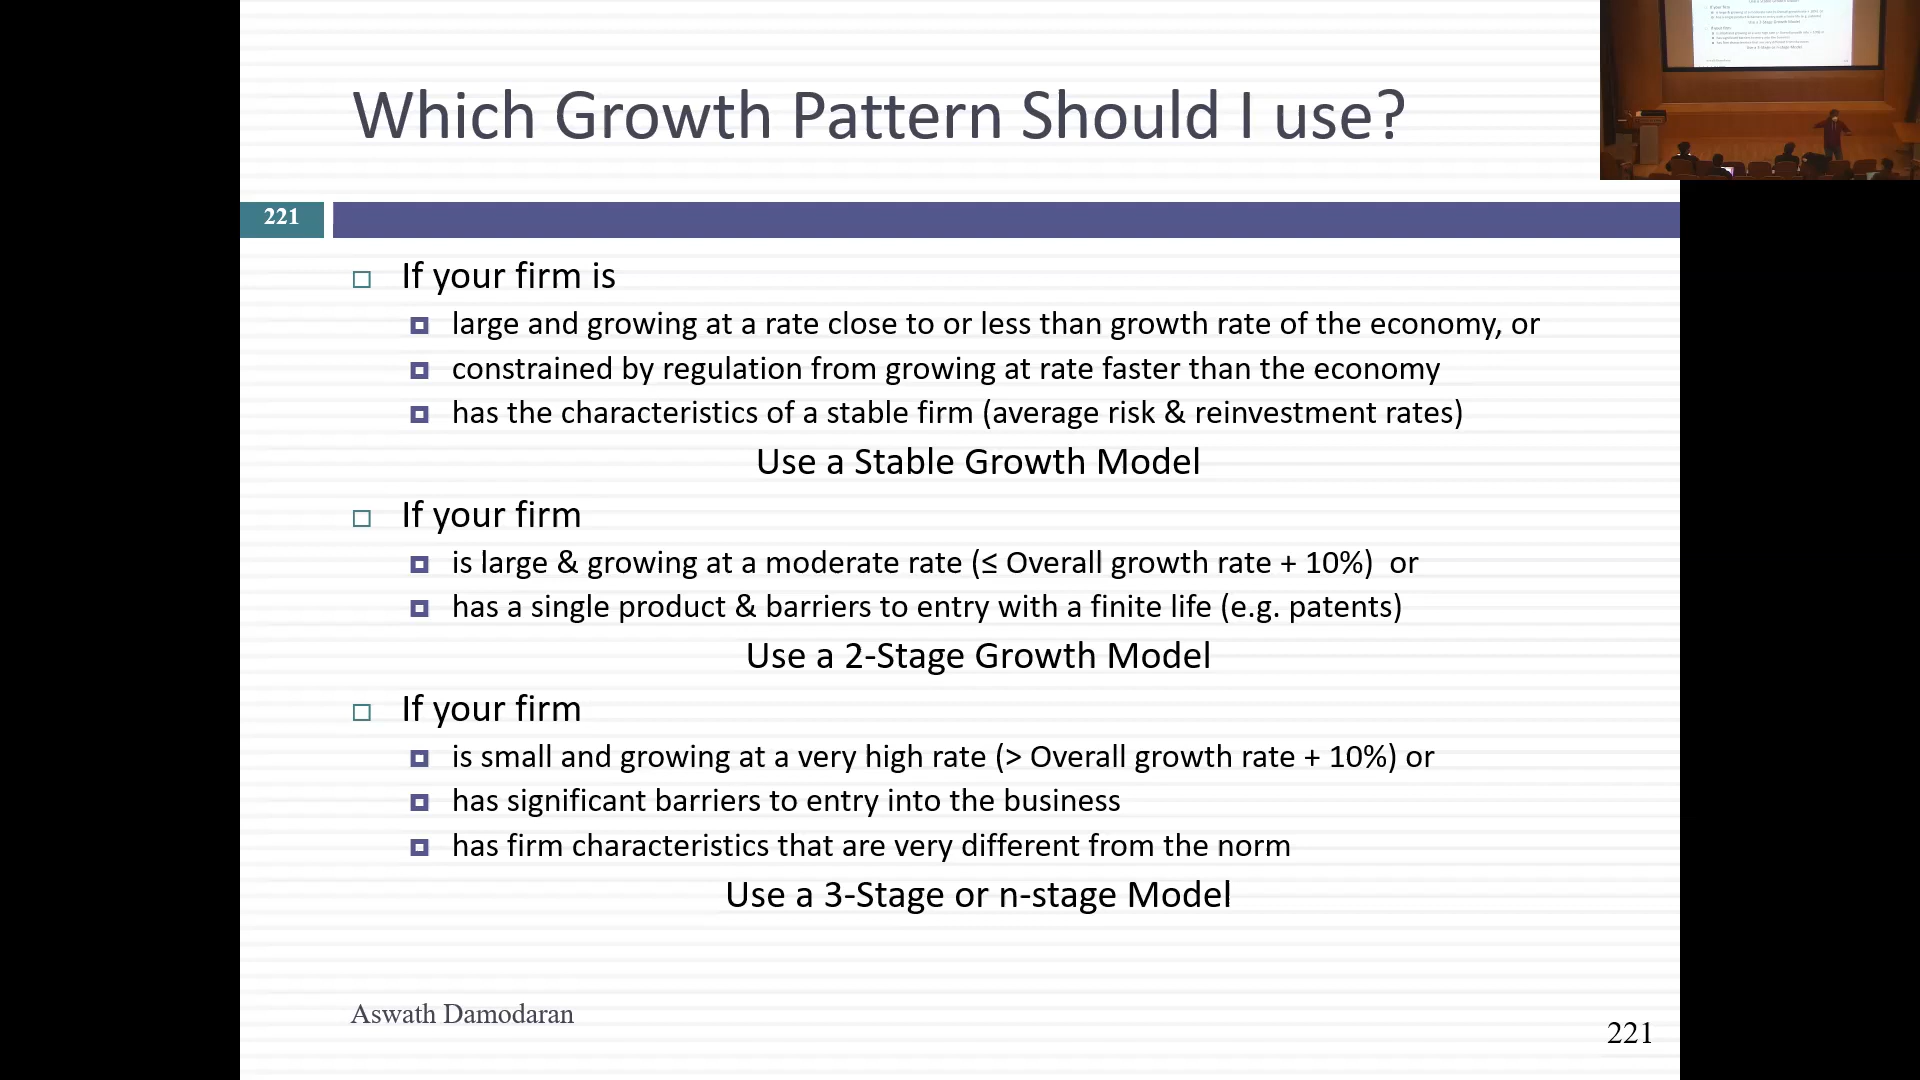 Which Growth Pattern Should I use?
221
If your firm is
large and growing at a rate close to or less than growth rate of the economy, or
constrained by regulation from growing at rate faster than the economy
has the characteristics of a stable firm (average risk & reinvestment rates)
Use a Stable Growth Model
If your firm
is large & growing at a moderate rate (≤ Overall growth rate + 10%) or
has a single product & barriers to entry with a finite life (e.g. patents)
Use a 2-Stage Growth Model
If your firm
is small and growing at a very high rate (> Overall growth rate + 10%) or
has significant barriers to entry into the business
has firm characteristics that are very different from the norm
Use a 3-Stage or n-stage Model
Aswath Damodaran
221